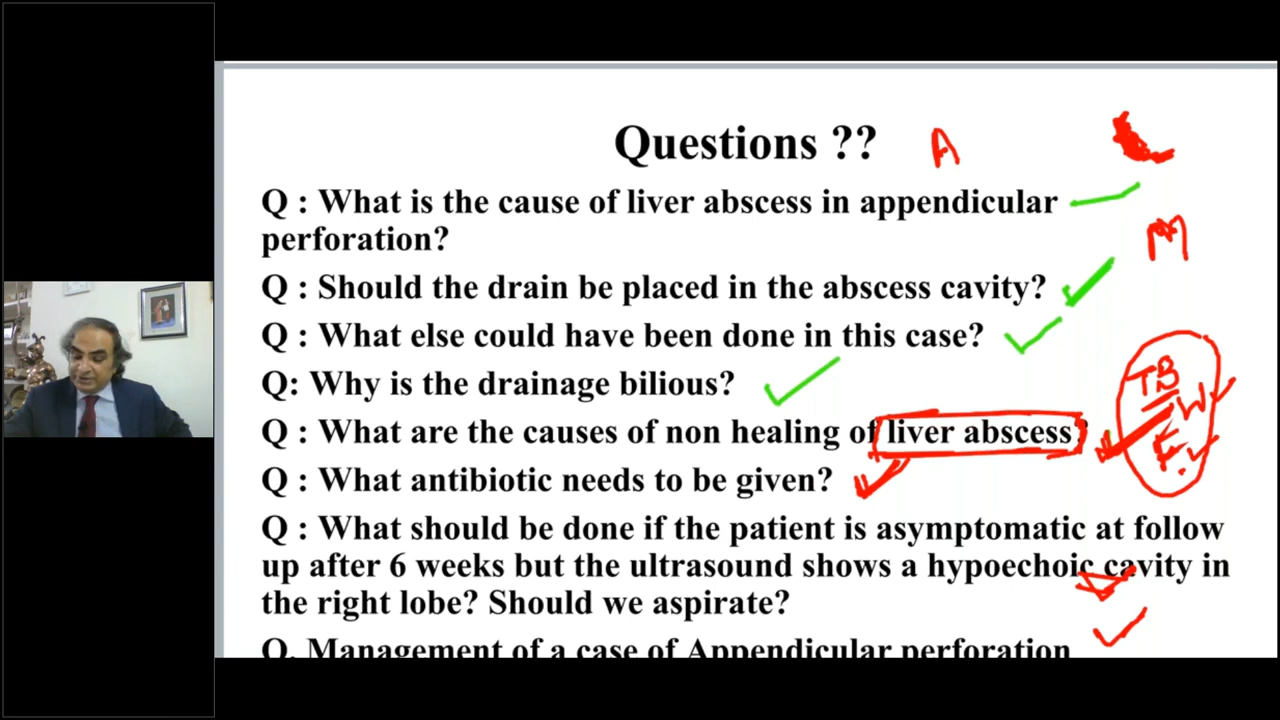 Questions ?? A
Q : What is the cause of liver abscess in appendicular
perforation?
M
Q : Should the drain be placed in the abscess cavity?
Q : What else could have been done in this case?
Q: Why is the drainage bilious?
TB
Q : What are the causes of non healing of liver abscess?
Q : What antibiotic needs to be given?
Q : What should be done if the patient is asymptomatic at follow
up after 6 weeks but the ultrasound shows a hypoechoic cavity in
the right lobe? Should we aspirate?
Q. Management of a case of Appendicular perforation